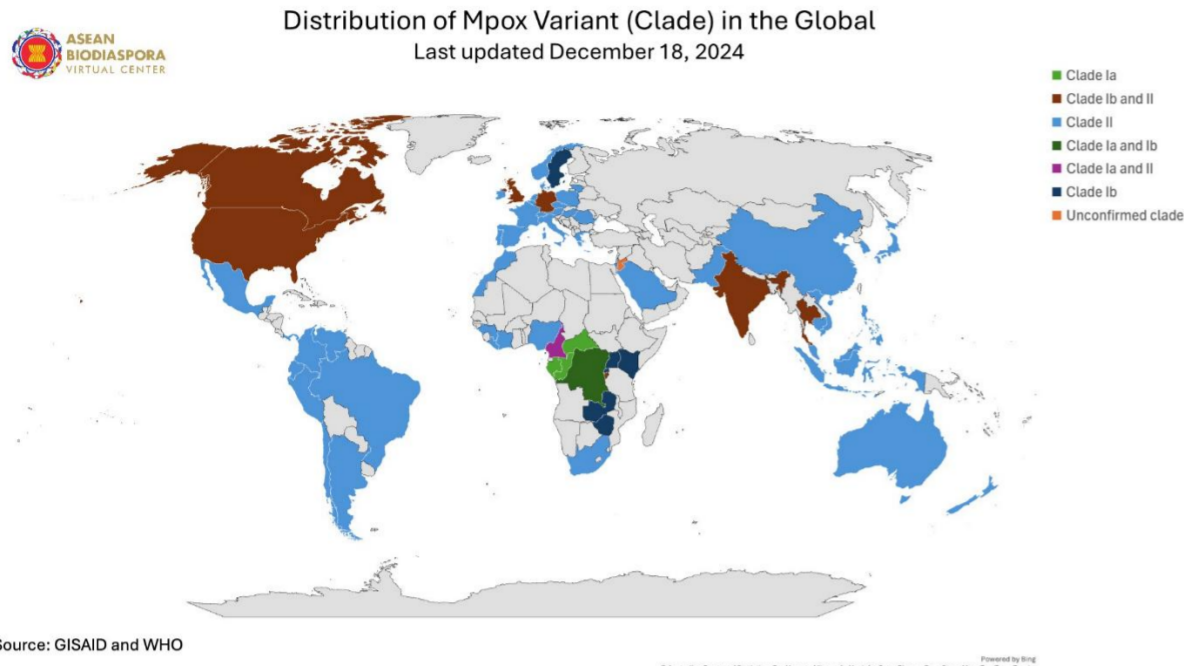 Distribution of Mpox Variant (Clade) in the Global
Last updated December 18, 2024
ASEAN
BIODIASPORA
VIRTUAL CENTER
Clade Ia
Clade Ib and II
Clade II
Clade Ia and Ib
Clade Ia and II
Clade Ib
Unconfirmed clade
Source: GISAID and WHO
Powered by Bing